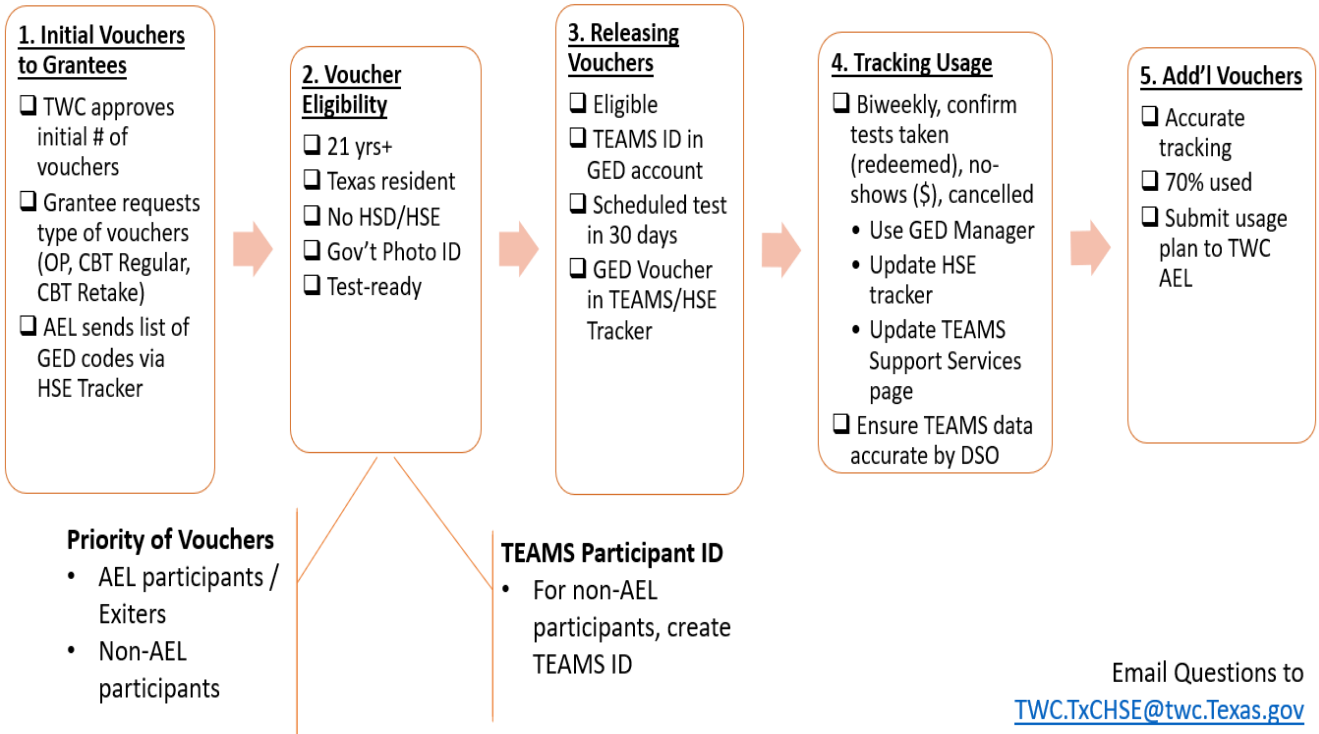 1. Initial Vouchers
to Grantees
❑ TWC approves
initial # of
vouchers
❑ Grantee requests
type of vouchers
(OP, CBT Regular,
CBT Retake)
❑ AEL sends list of
GED codes via
HSE Tracker
2. Voucher
Eligibility
❑ 21 yrs+
❑ Texas resident
❑ No HSD/HSE
❑ Gov't Photo ID
❑ Test-ready
3. Releasing
Vouchers
❑ Eligible
❑ TEAMS ID in
GED account
❑ Scheduled test
in 30 days
❑ GED Voucher
in TEAMS/HSE
Tracker
4. Tracking Usage
❑ Biweekly, confirm
tests taken
(redeemed), no-
shows ($), cancelled
• Use GED Manager
• Update HSE
tracker
• Update TEAMS
Support Services
page
❑ Ensure TEAMS data
accurate by DSO
5. Add'l Vouchers
❑ Accurate
tracking
❑ 70% used
❑ Submit usage
plan to TWC
AEL
Priority of Vouchers
• AEL participants /
Exiters
• Non-AEL
participants
TEAMS Participant ID
• For non-AEL
participants, create
TEAMS ID
Email Questions to
TWC.TxCHSE@twc.Texas.gov